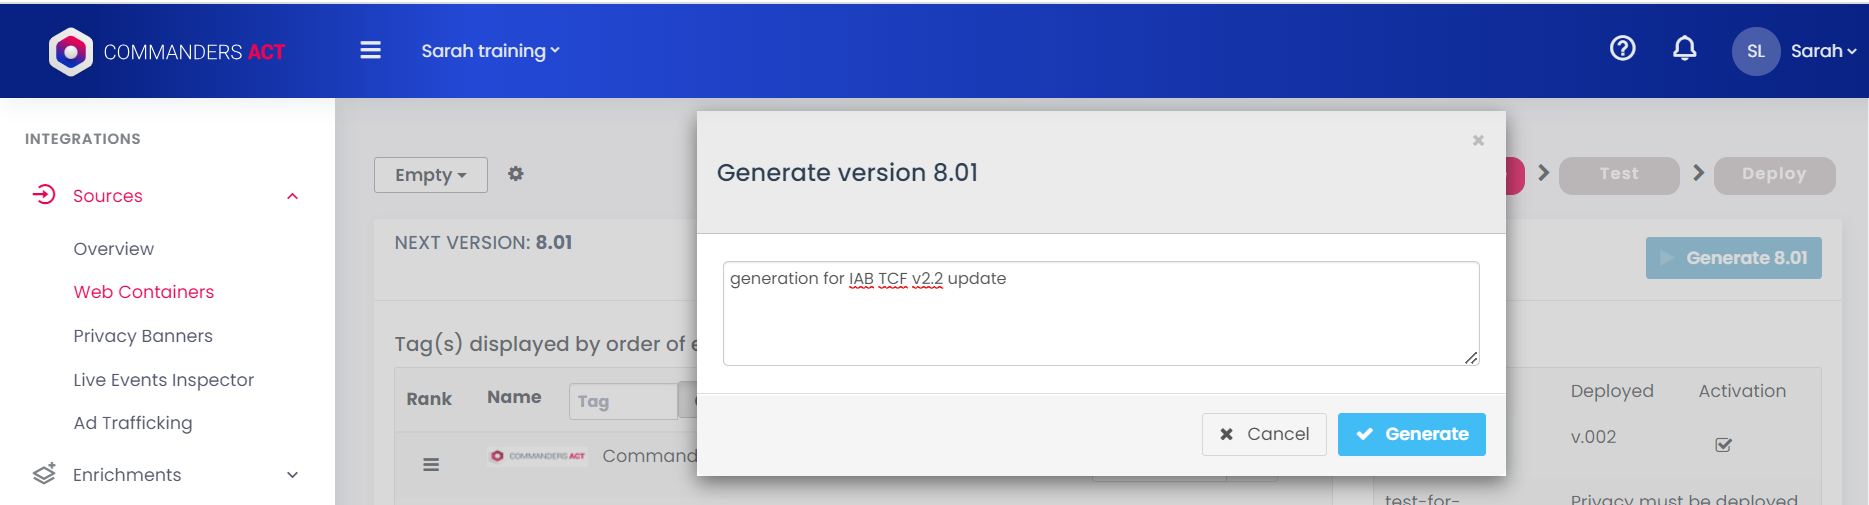 COMMANDERS ACT
Sarah training
SL
Sarah
INTEGRATIONS
Sources
Overview
Web Containers
Privacy Banners
Live Events Inspector
Ad Trafficking
Enrichments
Empty
Test
Deploy
NEXT VERSION: 8.01
Generate 8.01
Tag(s) displayed by order of e
Rank
Name
Tag
COMMANDERS ACT
Command
Generate version 8.01
generation for IAB TCF v2.2 update
Cancel
Generate
Deployed
Activation
v.002
test-for-
Privacy must be deployed